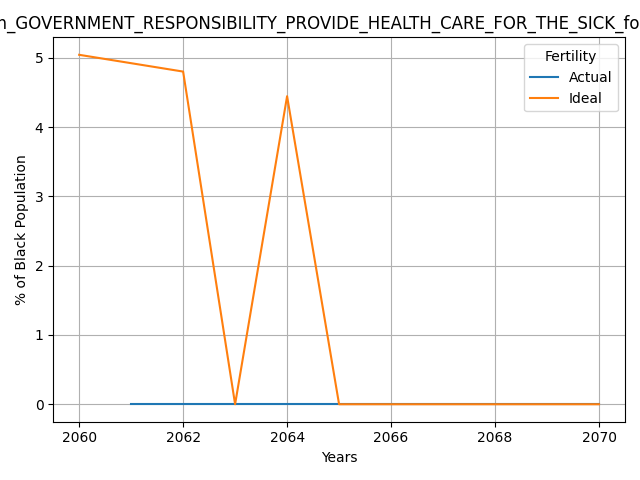 n_GOVERNMENT_RESPONSIBILITY_PROVIDE_HEALTH_CARE_FOR_THE_SICK_fo
Fertility
Actual
Ideal
% of Black Population
5
4
3
2
1
0
2060 2062 2064 2066 2068 2070
Years